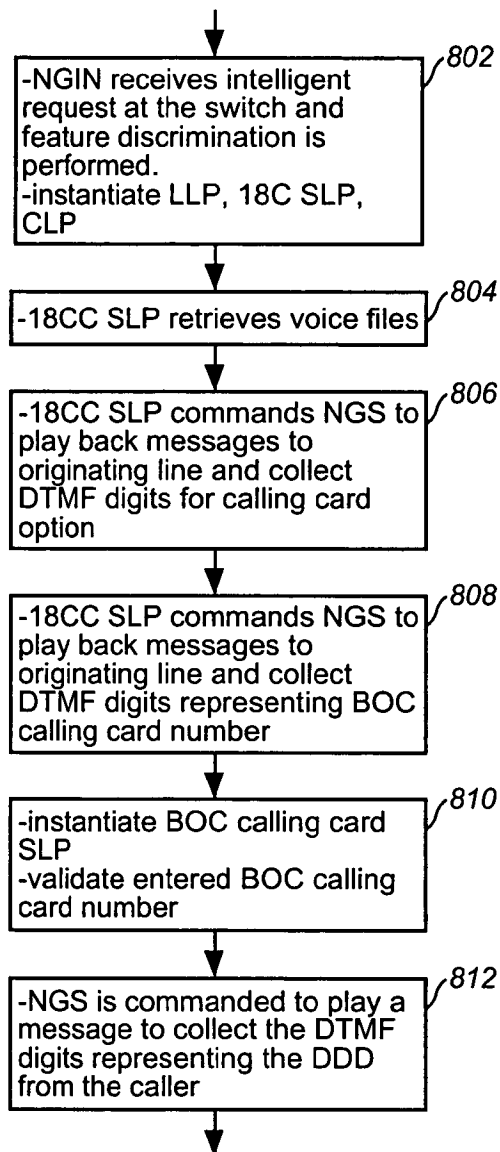 802
-NGIN receives intelligent
request at the switch and
feature discrimination is
performed.
-instantiate LLP, 18C SLP,
CLP
804
-18CC SLP retrieves voice files
806
-18CC SLP commands NGS to
play back messages to
originating line and collect
DTMF digits for calling card
option
808
-18CC SLP commands NGS to
play back messages to
originating line and collect
DTMF digits representing BOC
calling card number
810
-instantiate BOC calling card
SLP
-validate entered BOC calling
card number
812
-NGS is commanded to play a
message to collect the DTMF
digits representing the DDD
from the caller